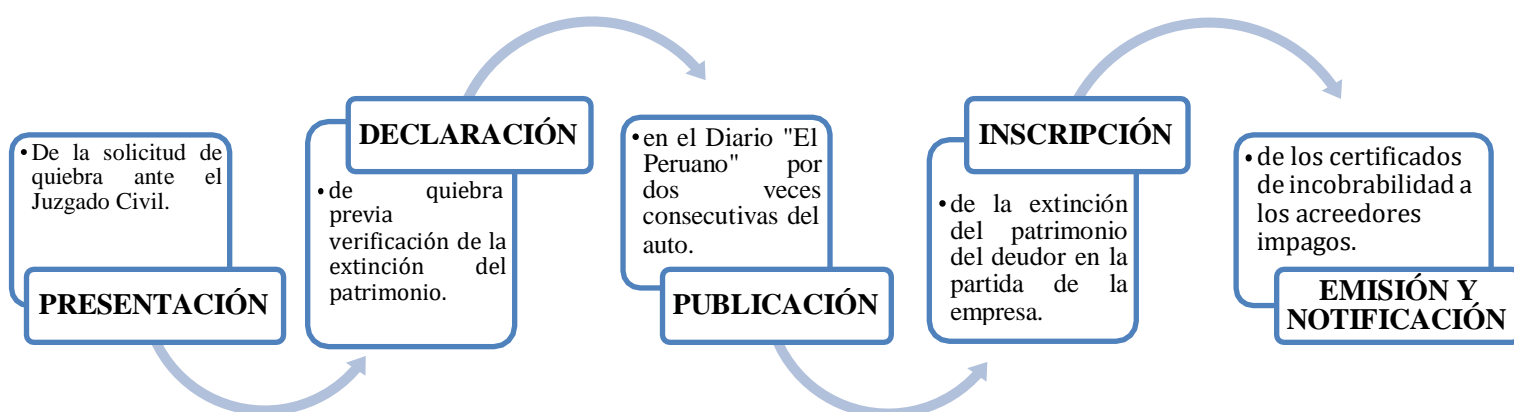 • De la solicitud de
quiebra ante el
Juzgado Civil.
PRESENTACIÓN
DECLARACIÓN
• de quiebra
previa
verificación de la
extinción del
patrimonio.
• en el Diario "El
Peruano" por
dos veces
consecutivas del
auto.
PUBLICACIÓN
INSCRIPCIÓN
• de la extinción
del patrimonio
del deudor en la
partida de la
empresa.
• de los certificados
de incobrabilidad a
los acreedores
impagos.
EMISIÓN Y
NOTIFICACIÓN